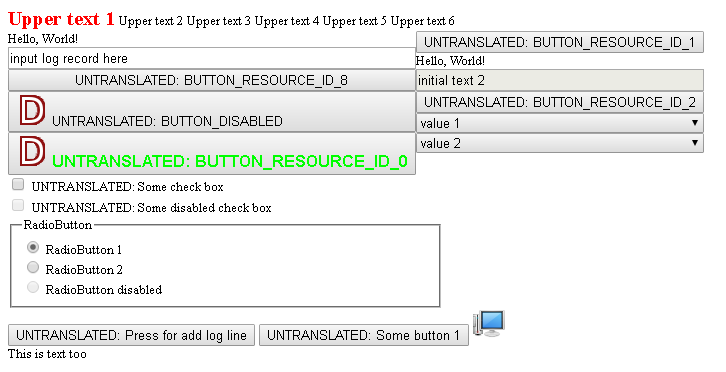 Upper text 1 Upper text 2 Upper text 3 Upper text 4 Upper text 5 Upper text 6
Hello, World!
input log record here
UNTRANSLATED: BUTTON_RESOURCE_ID_8
D UNTRANSLATED: BUTTON_DISABLED
D UNTRANSLATED: BUTTON_RESOURCE_ID_0
UNTRANSLATED: BUTTON_RESOURCE_ID_1
Hello, World!
initial text 2
UNTRANSLATED: BUTTON_RESOURCE_ID_2
value 1
value 2
UNTRANSLATED: Some check box
UNTRANSLATED: Some disabled check box
RadioButton
RadioButton 1
RadioButton 2
RadioButton disabled
UNTRANSLATED: Press for add log line UNTRANSLATED: Some button 1
This is text too